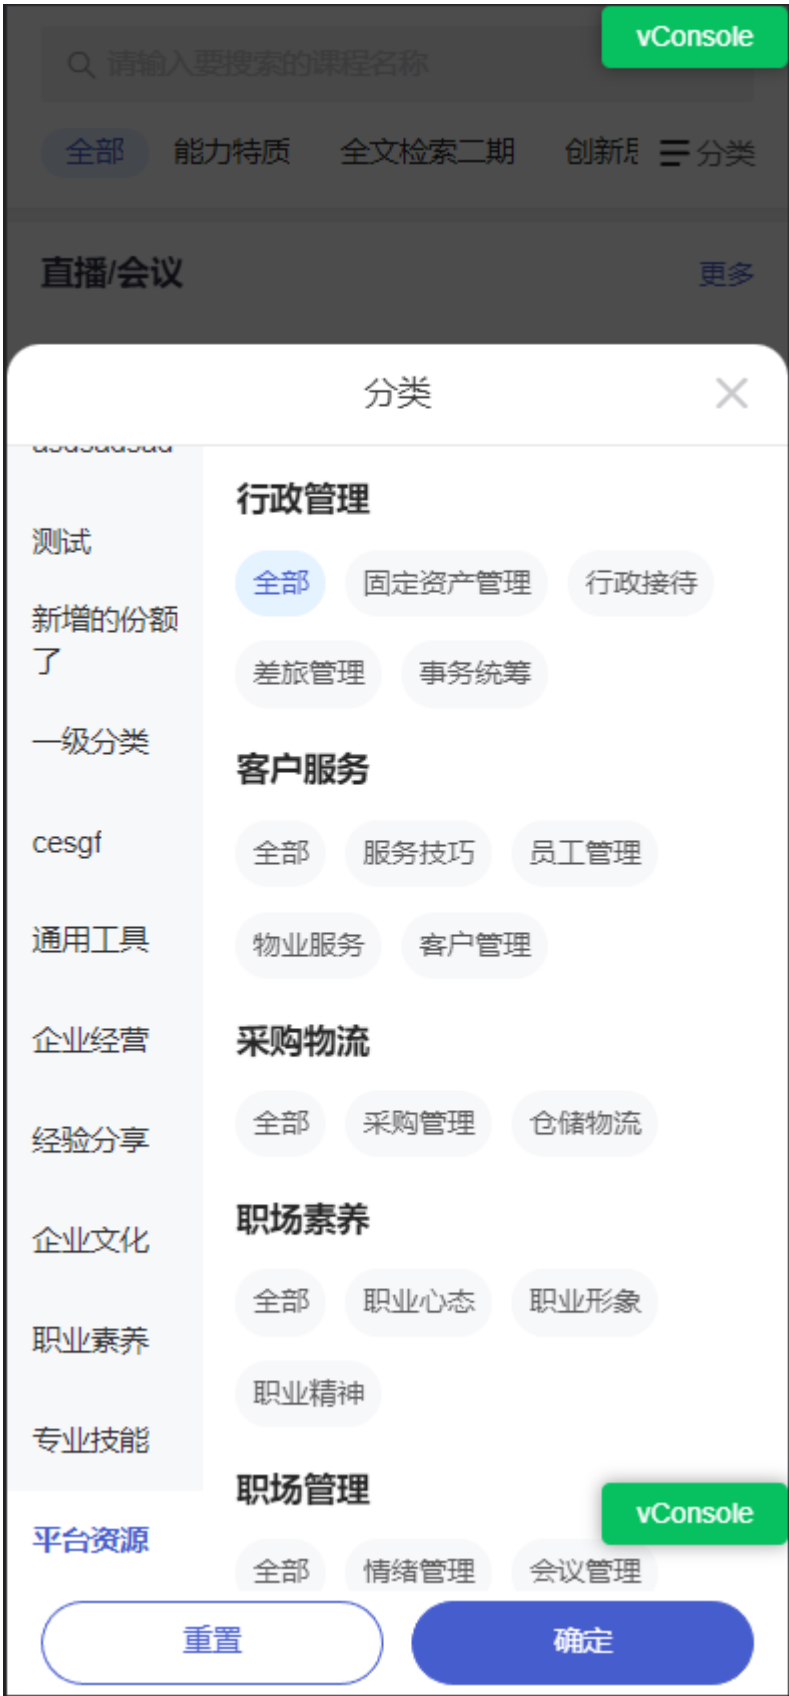 vConsole
请输入要搜索的课程名称
全部 能力特质 全文检索二期 创新思 分类
直播/会议 更多
分类
asdsadsad
测试
新增的份额
了
一级分类
cesgf
通用工具
企业经营
经验分享
企业文化
职业素养
专业技能
平台资源
行政管理
全部 固定资产管理 行政接待
差旅管理 事务统筹
客户服务
全部 服务技巧 员工管理
物业服务 客户管理
采购物流
全部 采购管理 仓储物流
职场素养
全部 职业心态 职业形象
职业精神
职场管理
vConsole
全部 情绪管理 会议管理
重置 确定